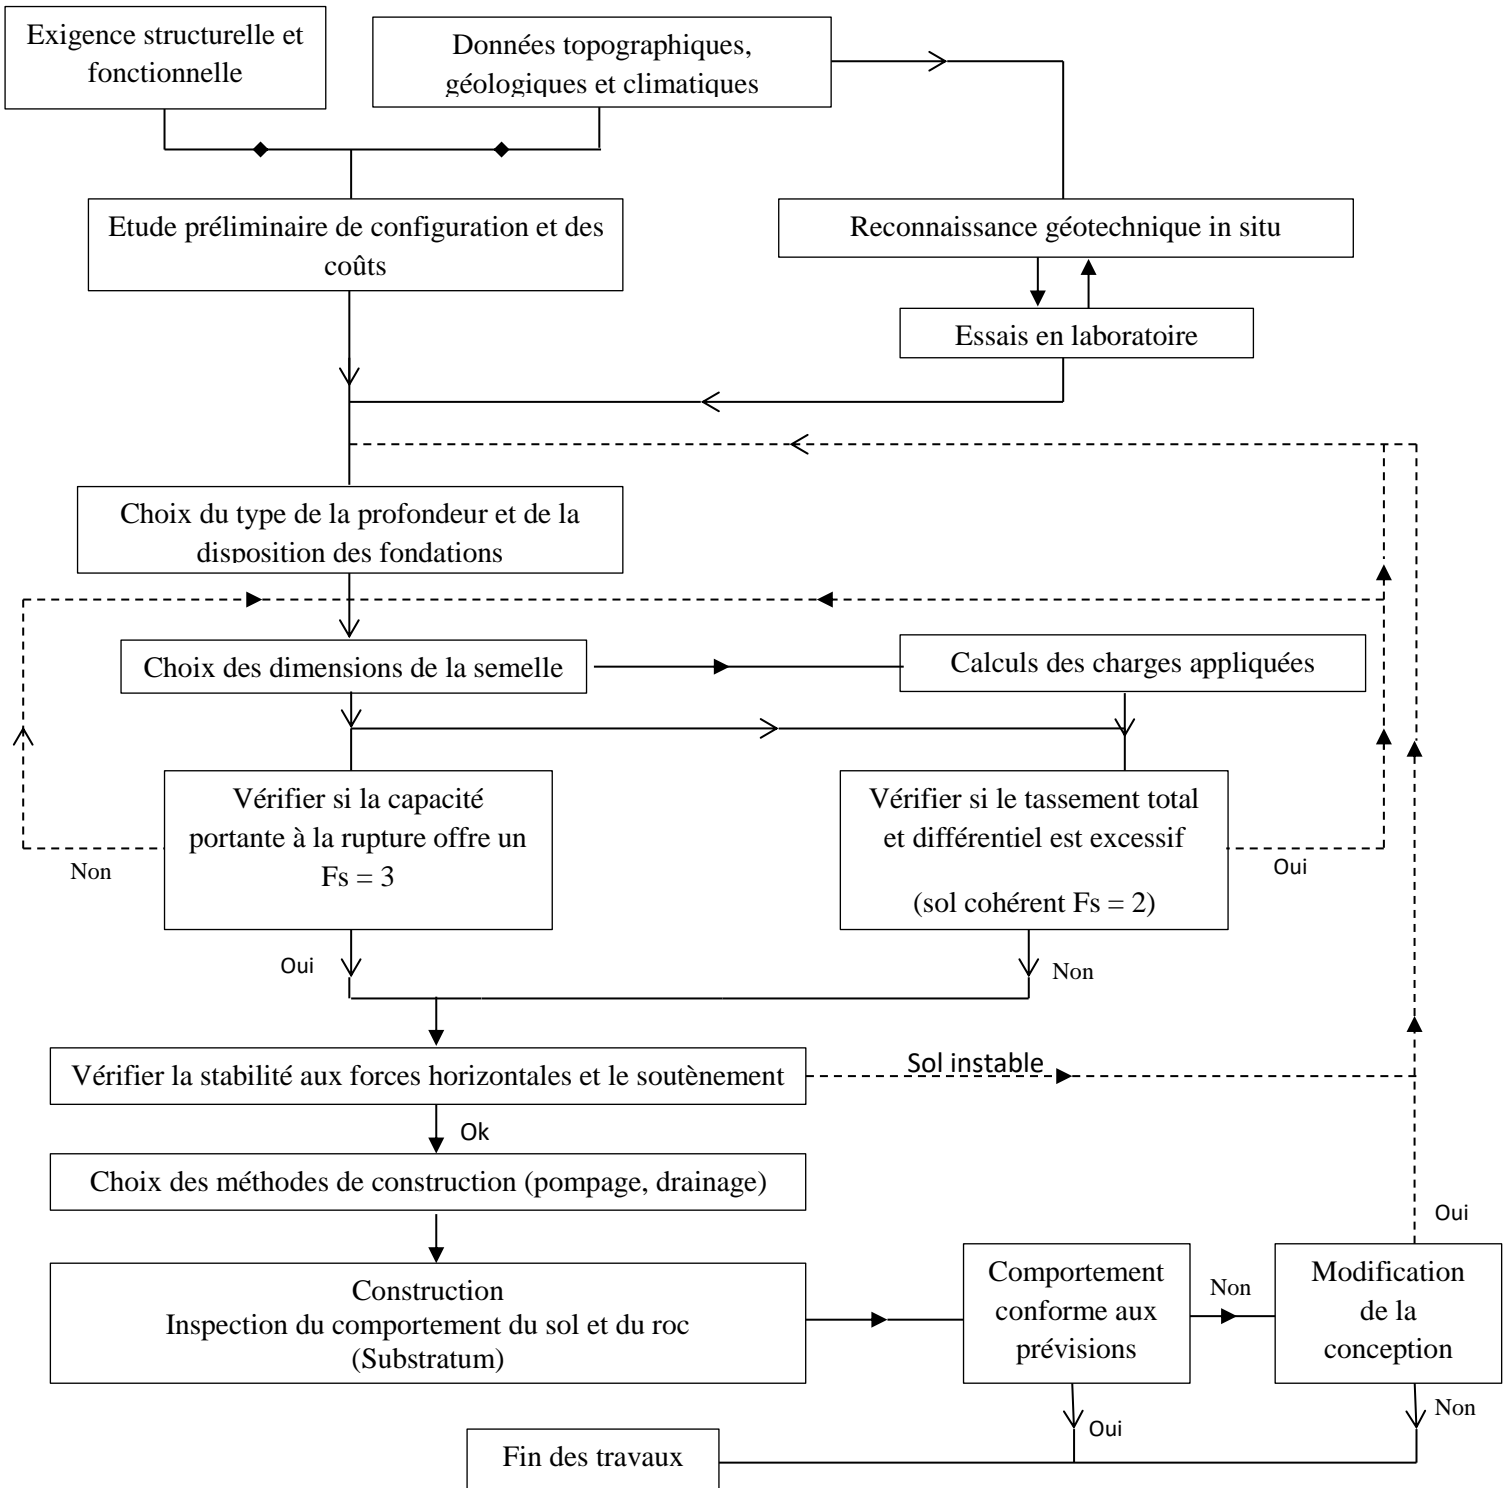 Exigence structurelle et
fonctionnelle
Données topographiques,
géologiques et climatiques
Etude préliminaire de configuration et des
coûts
Reconnaissance géotechnique in situ
Essais en laboratoire
Choix du type de la profondeur et de la
disposition des fondations
Choix des dimensions de la semelle
Calculs des charges appliquées
Vérifier si la capacité
portante à la rupture offre un
Fs = 3
Non
Vérifier si le tassement total
et différentiel est excessif
(sol cohérent Fs = 2)
Oui
Oui
Non
Vérifier la stabilité aux forces horizontales et le soutènement
Sol instable
Ok
Choix des méthodes de construction (pompage, drainage)
Oui
Construction
Inspection du comportement du sol et du roc
(Substratum)
Comportement
conforme aux
prévisions
Non
Modification
de la
conception
Oui
Non
Fin des travaux